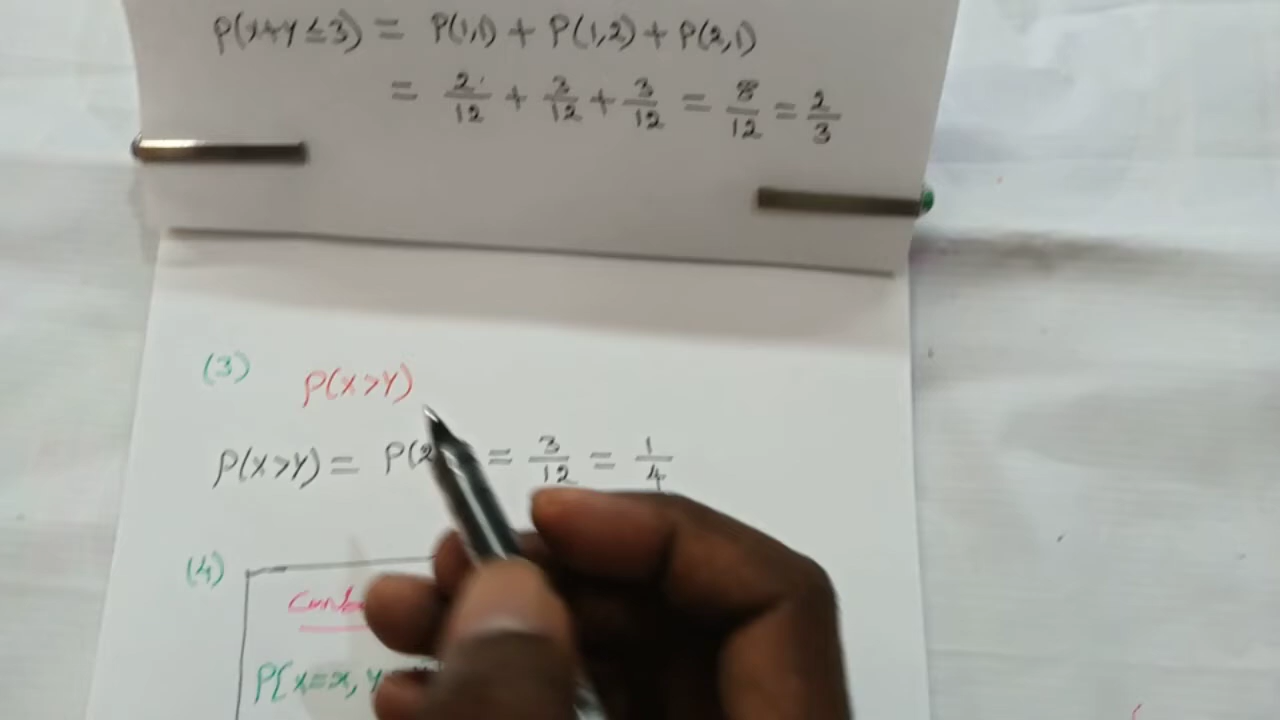 P(X+Y≤3) = P(1,1) + P(1,2) + P(2,1)
= 2/12 + 3/12 + 3/12 = 8/12 = 2/3
(3) P(X>Y)
P(X>Y) = P(2 = 3/12 = 1/4
(4)
P[X=x, Y